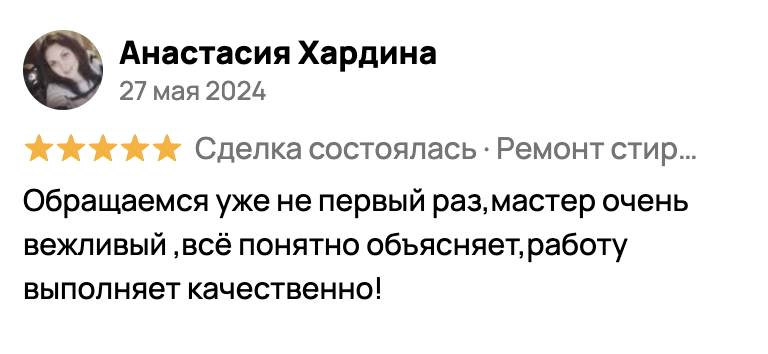 Анастасия Хардина
27 мая 2024
Сделка состоялась · Ремонт стир...
Обращаемся уже не первый раз,мастер очень
вежливый ,всё понятно объясняет,работу
выполняет качественно!